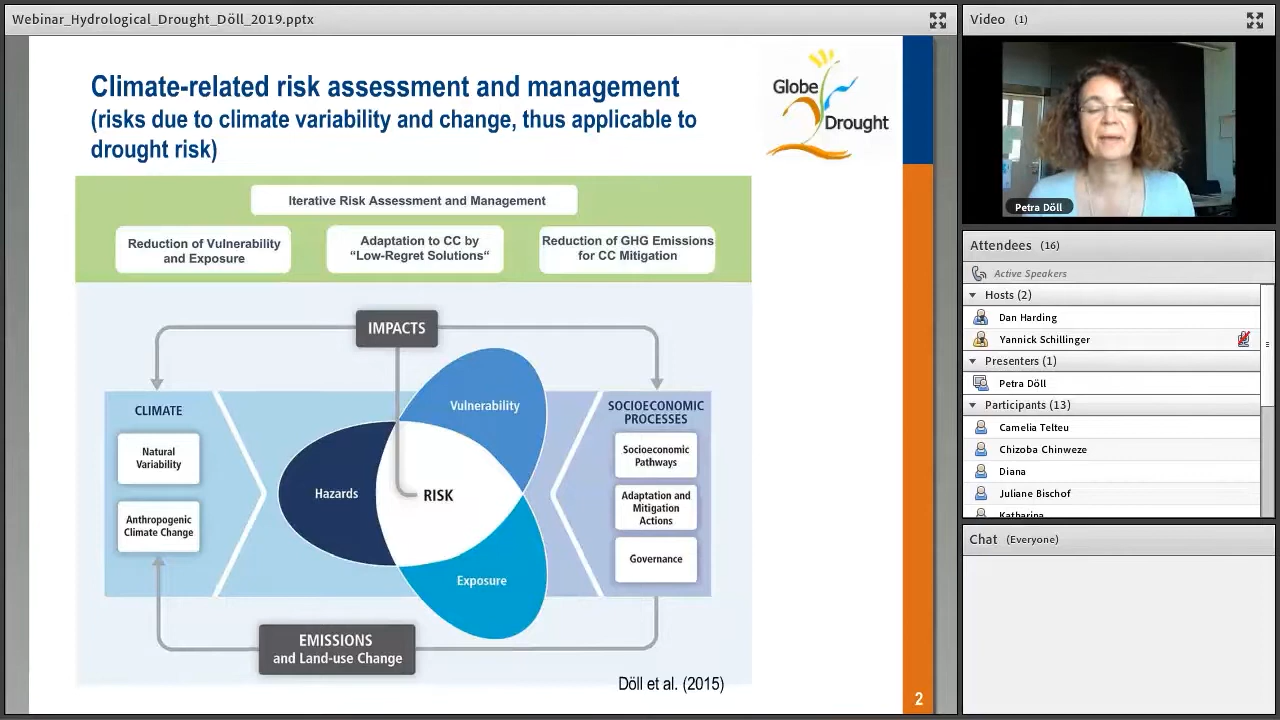 Webinar_Hydrological_Drought_Döll_2019.pptx
Climate-related risk assessment and management
(risks due to climate variability and change, thus applicable to
drought risk)
Globe
Drought
Iterative Risk Assessment and Management
Reduction of Vulnerability
and Exposure
Adaptation to CC by
“Low-Regret Solutions“
Reduction of GHG Emissions
for CC Mitigation
IMPACTS
CLIMATE
Natural
Variability
Anthropogenic
Climate Change
Hazards
Vulnerability
RISK
Exposure
SOCIOECONOMIC
PROCESSES
Socioeconomic
Pathways
Adaptation and
Mitigation
Actions
Governance
EMISSIONS
and Land-use Change
Döll et al. (2015)
2
Video (1)
Petra Döll
Attendees (16)
Active Speakers
Hosts (2)
Dan Harding
Yannick Schillinger
Presenters (1)
Petra Döll
Participants (13)
Camelia Telteu
Chizoba Chinweze
Diana
Juliane Bischof
Katharina
Chat (Everyone)